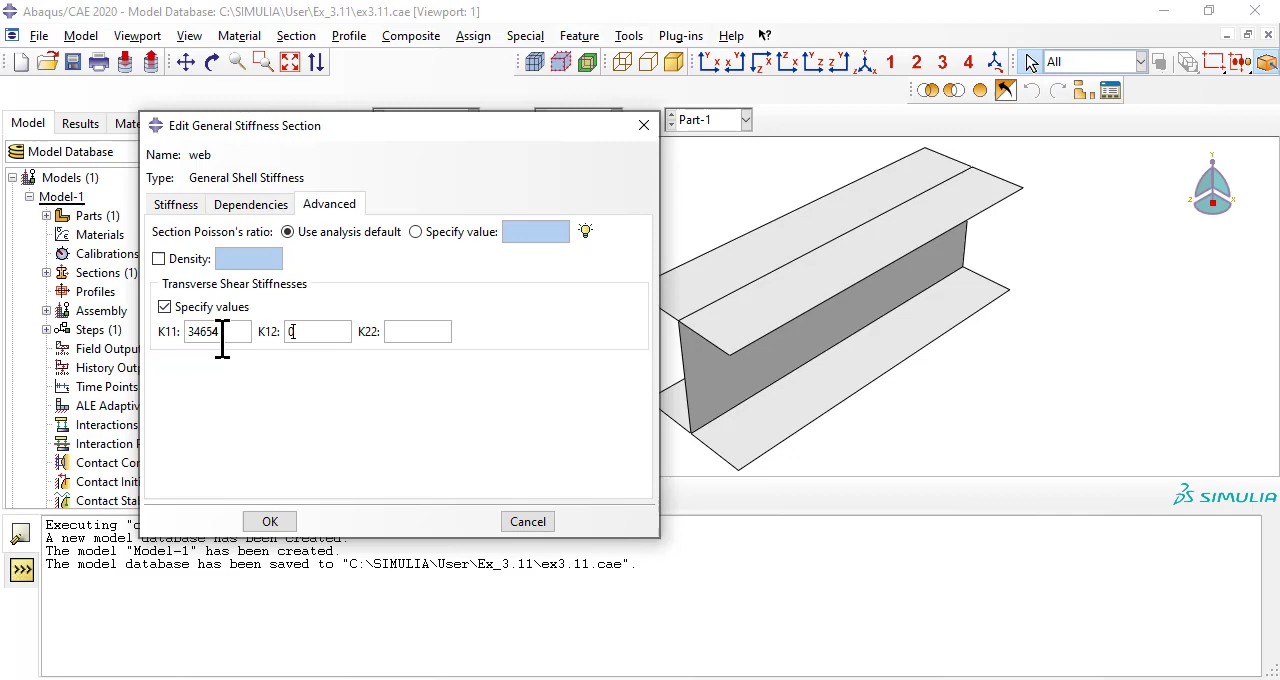 Abaqus/CAE 2020 - Model Database: C:\SIMULIA\User\Ex_3.11\ex3.11.cae [Viewport: 1]
File Model Viewport View Material Section Profile Composite Assign Special Feature Tools Plug-ins Help
1 2 3 4 All
Model Results Mate
Part-1
Model Database
Models (1)
Model-1
Parts (1)
Materials
Calibrations
Sections (1)
Profiles
Assembly
Steps (1)
Field Outpu
History Out
Time Points
ALE Adaptiv
Interactions
Interaction P
Contact Con
Contact Initi
Contact Stal
Edit General Stiffness Section
Name: web
Type: General Shell Stiffness
Stiffness Dependencies Advanced
Section Poisson's ratio: Use analysis default Specify value:
Density:
Transverse Shear Stiffnesses
Specify values
K11: 34654 K12: 0 K22:
OK Cancel
Y
Z X
SIMULIA
Executing "o
A new model database has been created.
The model "Model-1" has been created.
The model database has been saved to "C:\SIMULIA\User\Ex_3.11\ex3.11.cae".